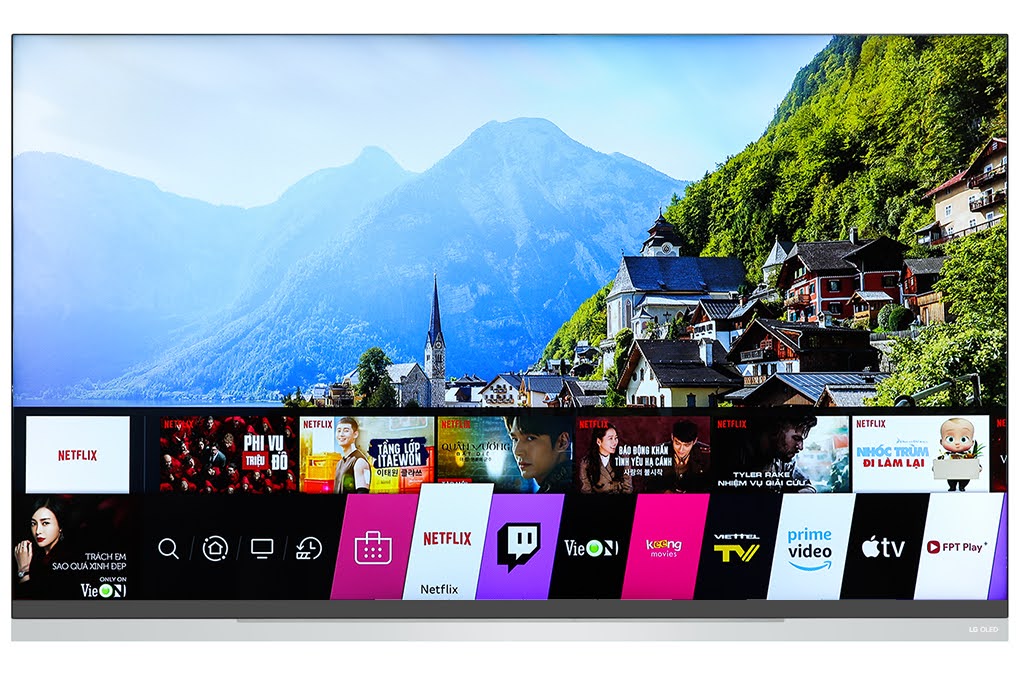 NETFLIX
NETFLIX
PHI VỤ
TRIỆU ĐÔ
NETFLIX
TẦNG LỚP
ITAEWON
이태원 클라쓰
NETFLIX
QUÂN VƯƠNG
BẤT DIỆT
NETFLIX
BÁO ĐỘNG KHẨN
TÌNH YÊU HẠ CÁNH
사랑의 불시착
NETFLIX
TYLER RAKE
NHIỆM VỤ GIẢI CỨU
NETFLIX
NHÓC TRÙM
ĐI LÀM LẠI
TRÁCH EM
SAO QUÁ XINH ĐẸP
ONLY ON
VieON
NETFLIX
Netflix
VieON
keeng
movies
VIETTEL
TV
prime
video
tv
FPT Play+
LG OLED